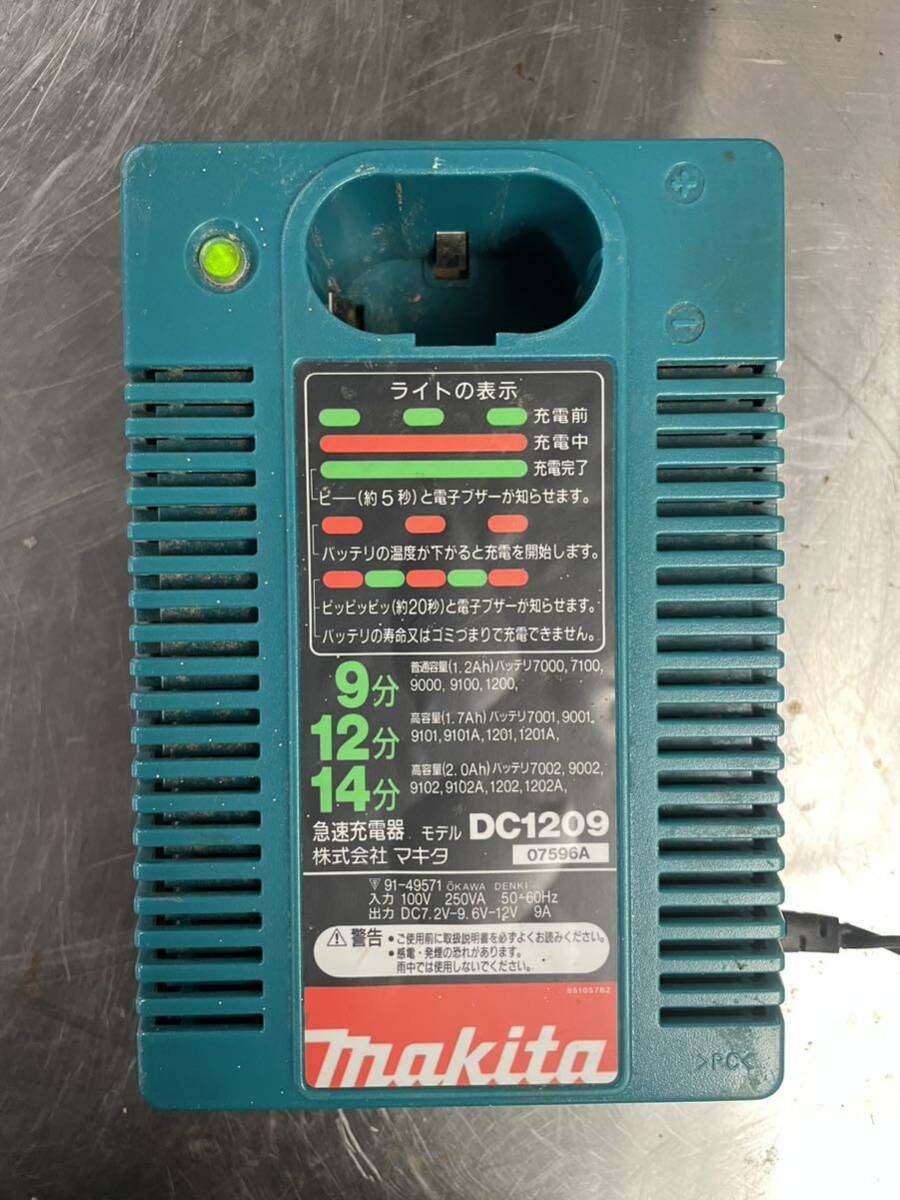 ライトの表示
充電前
充電中
充電完了
ピー(約5秒)と電子ブザーが知らせます。
バッテリの温度が下がると充電を開始します。
ピッピッピッ(約20秒)と電子ブザーが知らせます。
バッテリの寿命又はゴミづまりで充電できません。
9分 普通容量(1.2Ah)バッテリ7000, 7100,
9000, 9100, 1200,
12分 高容量(1.7Ah)バッテリ7001, 9001,
9101, 9101A, 1201, 1201A,
14分 高容量(2.0Ah)バッテリ7002, 9002,
9102, 9102A, 1202, 1202A,
急速充電器 モデル DC1209
株式会社 マキタ 07596A
91-49571 ŌKAWA DENKI
入力 100V 250VA 50-60Hz
出力 DC7.2V-9.6V-12V 9A
警告 •ご使用前に取扱説明書を必ずよくお読みください。
•感電・発煙の恐れがあります。
雨中では使用しないでください。
851057B2
makita
>PC<